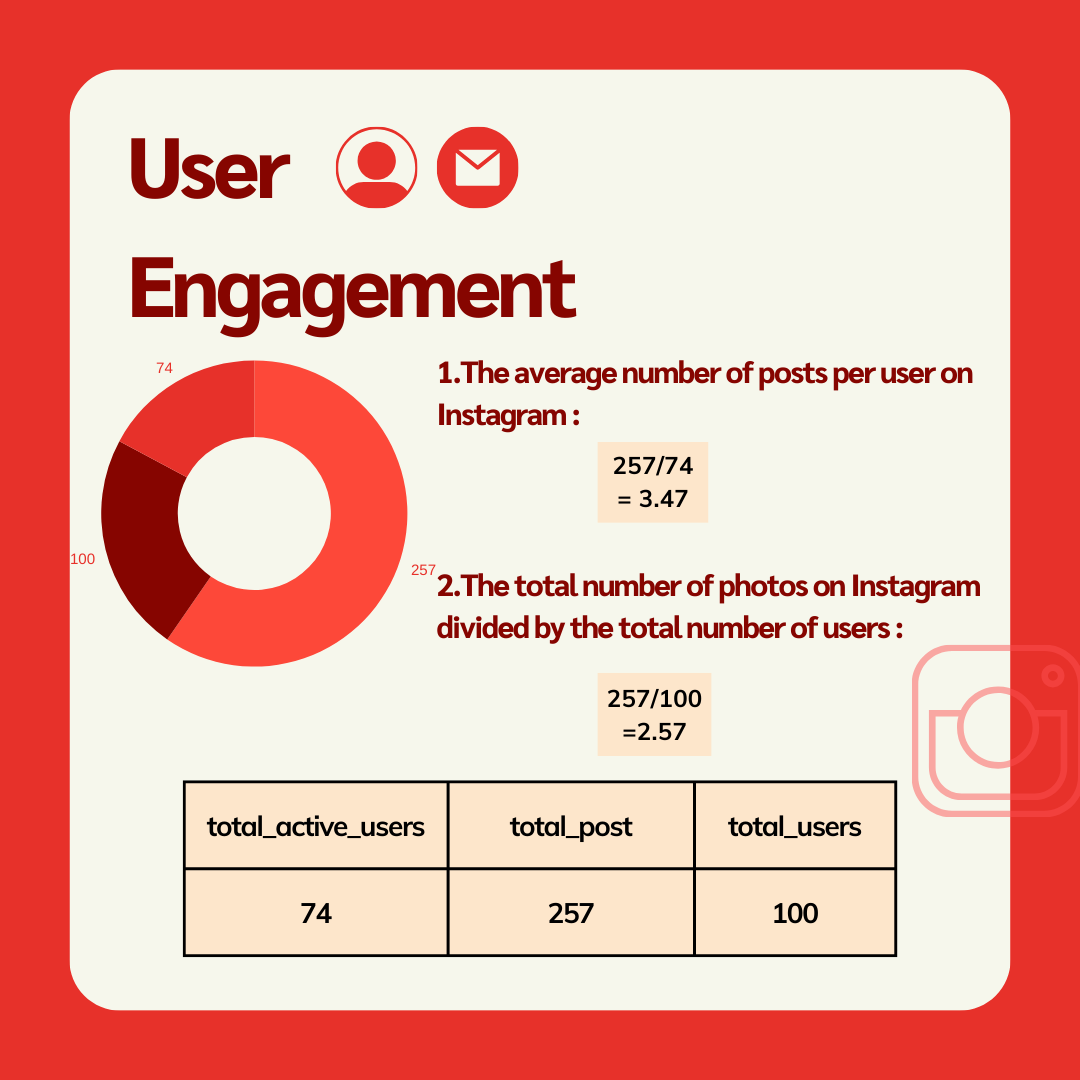 User
Engagement
74
100
257
1.The average number of posts per user on
Instagram :
257/74
= 3.47
2.The total number of photos on Instagram
divided by the total number of users :
257/100
=2.57
total_active_users total_post total_users
74 257 100